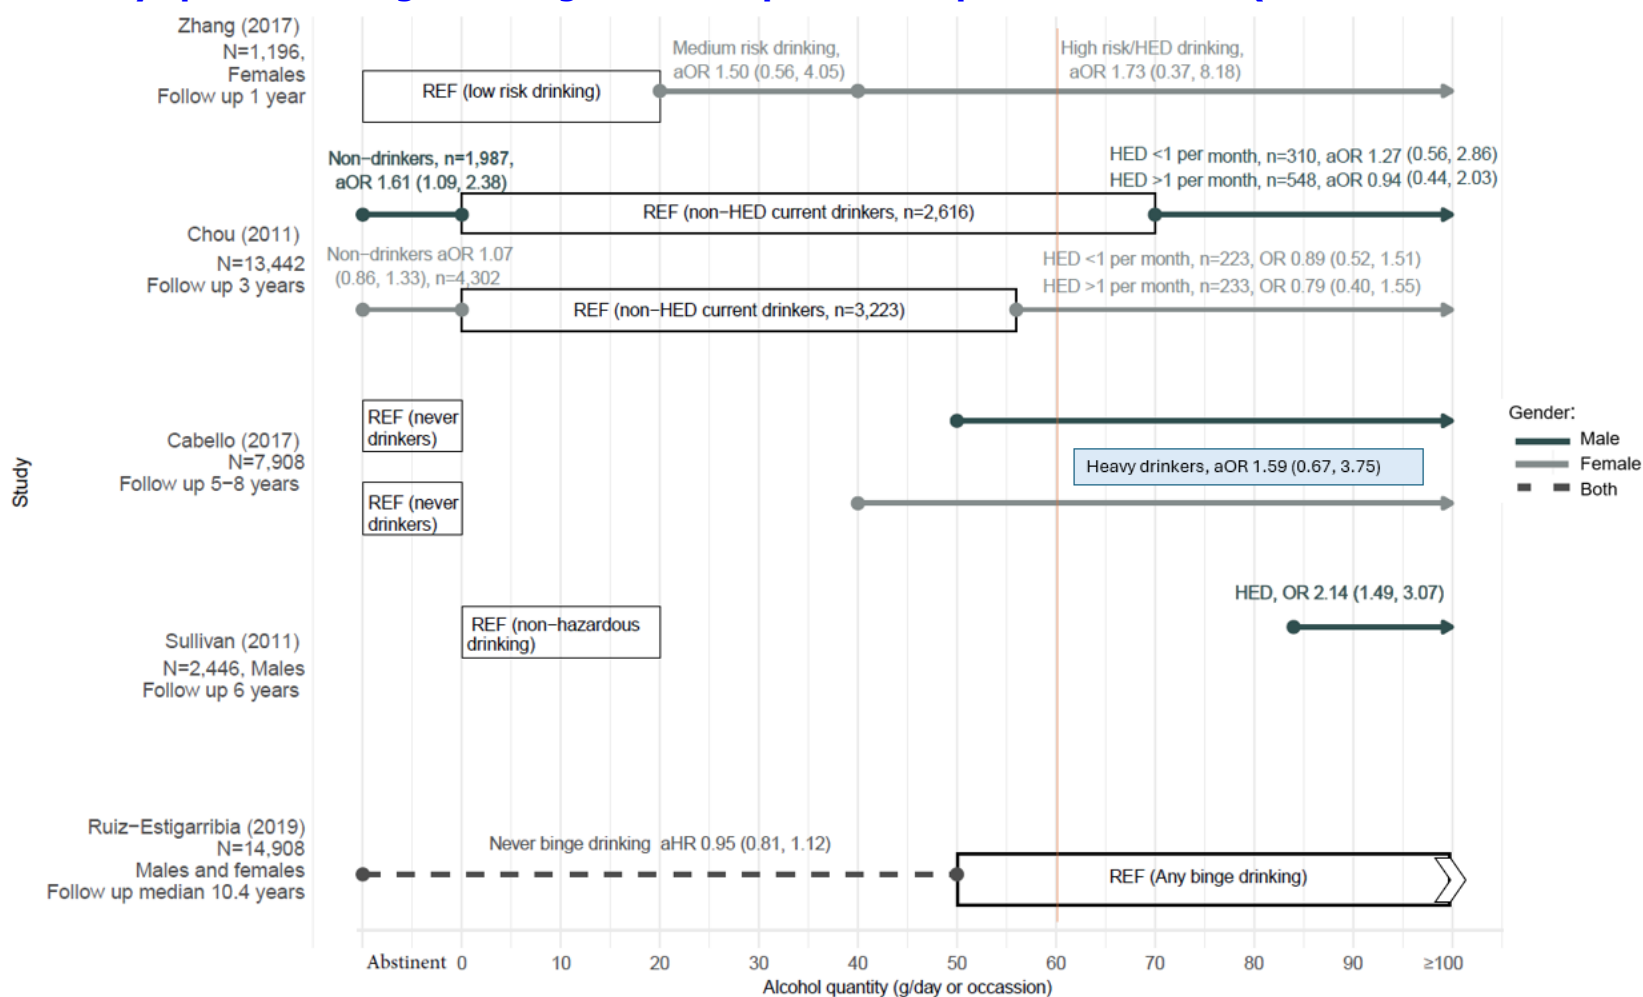 Zhang (2017)
N=1,196,
Females
Follow up 1 year
REF (low risk drinking)
Medium risk drinking,
aOR 1.50 (0.56, 4.05)
High risk/HED drinking,
aOR 1.73 (0.37, 8.18)
Chou (2011)
N=13,442
Follow up 3 years
Non−drinkers, n=1,987,
aOR 1.61 (1.09, 2.38)
REF (non−HED current drinkers, n=2,616)
HED <1 per month, n=310, aOR 1.27 (0.56, 2.86)
HED >1 per month, n=548, aOR 0.94 (0.44, 2.03)
Non−drinkers aOR 1.07
(0.86, 1.33), n=4,302
REF (non−HED current drinkers, n=3,223)
HED <1 per month, n=223, OR 0.89 (0.52, 1.51)
HED >1 per month, n=233, OR 0.79 (0.40, 1.55)
Study
Cabello (2017)
N=7,908
Follow up 5−8 years
REF (never
drinkers)
Heavy drinkers, aOR 1.59 (0.67, 3.75)
REF (never
drinkers)
Sullivan (2011)
N=2,446, Males
Follow up 6 years
REF (non−hazardous
drinking)
HED, OR 2.14 (1.49, 3.07)
Ruiz−Estigarribia (2019)
N=14,908
Males and females
Follow up median 10.4 years
Never binge drinking aHR 0.95 (0.81, 1.12)
REF (Any binge drinking)
Gender:
Male
Female
Both
Abstinent 0 10 20 30 40 50 60 70 80 90 ≥100
Alcohol quantity (g/day or occassion)